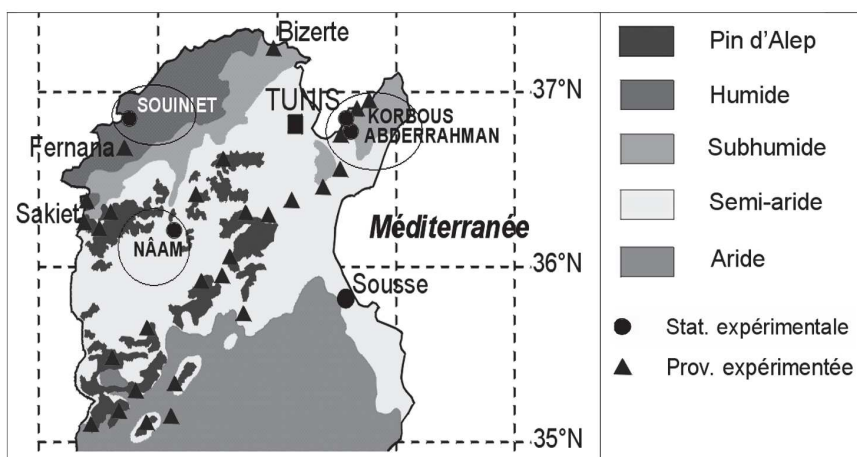 Bizerte
37°N
SOUINIET
TUNIS
KORBOUS
ABDERRAHMAN
Fernana
Sakiet
Méditerranée
NÂAM
36°N
Sousse
35°N
Pin d'Alep
Humide
Subhumide
Semi-aride
Aride
Stat. expérimentale
Prov. expérimentée